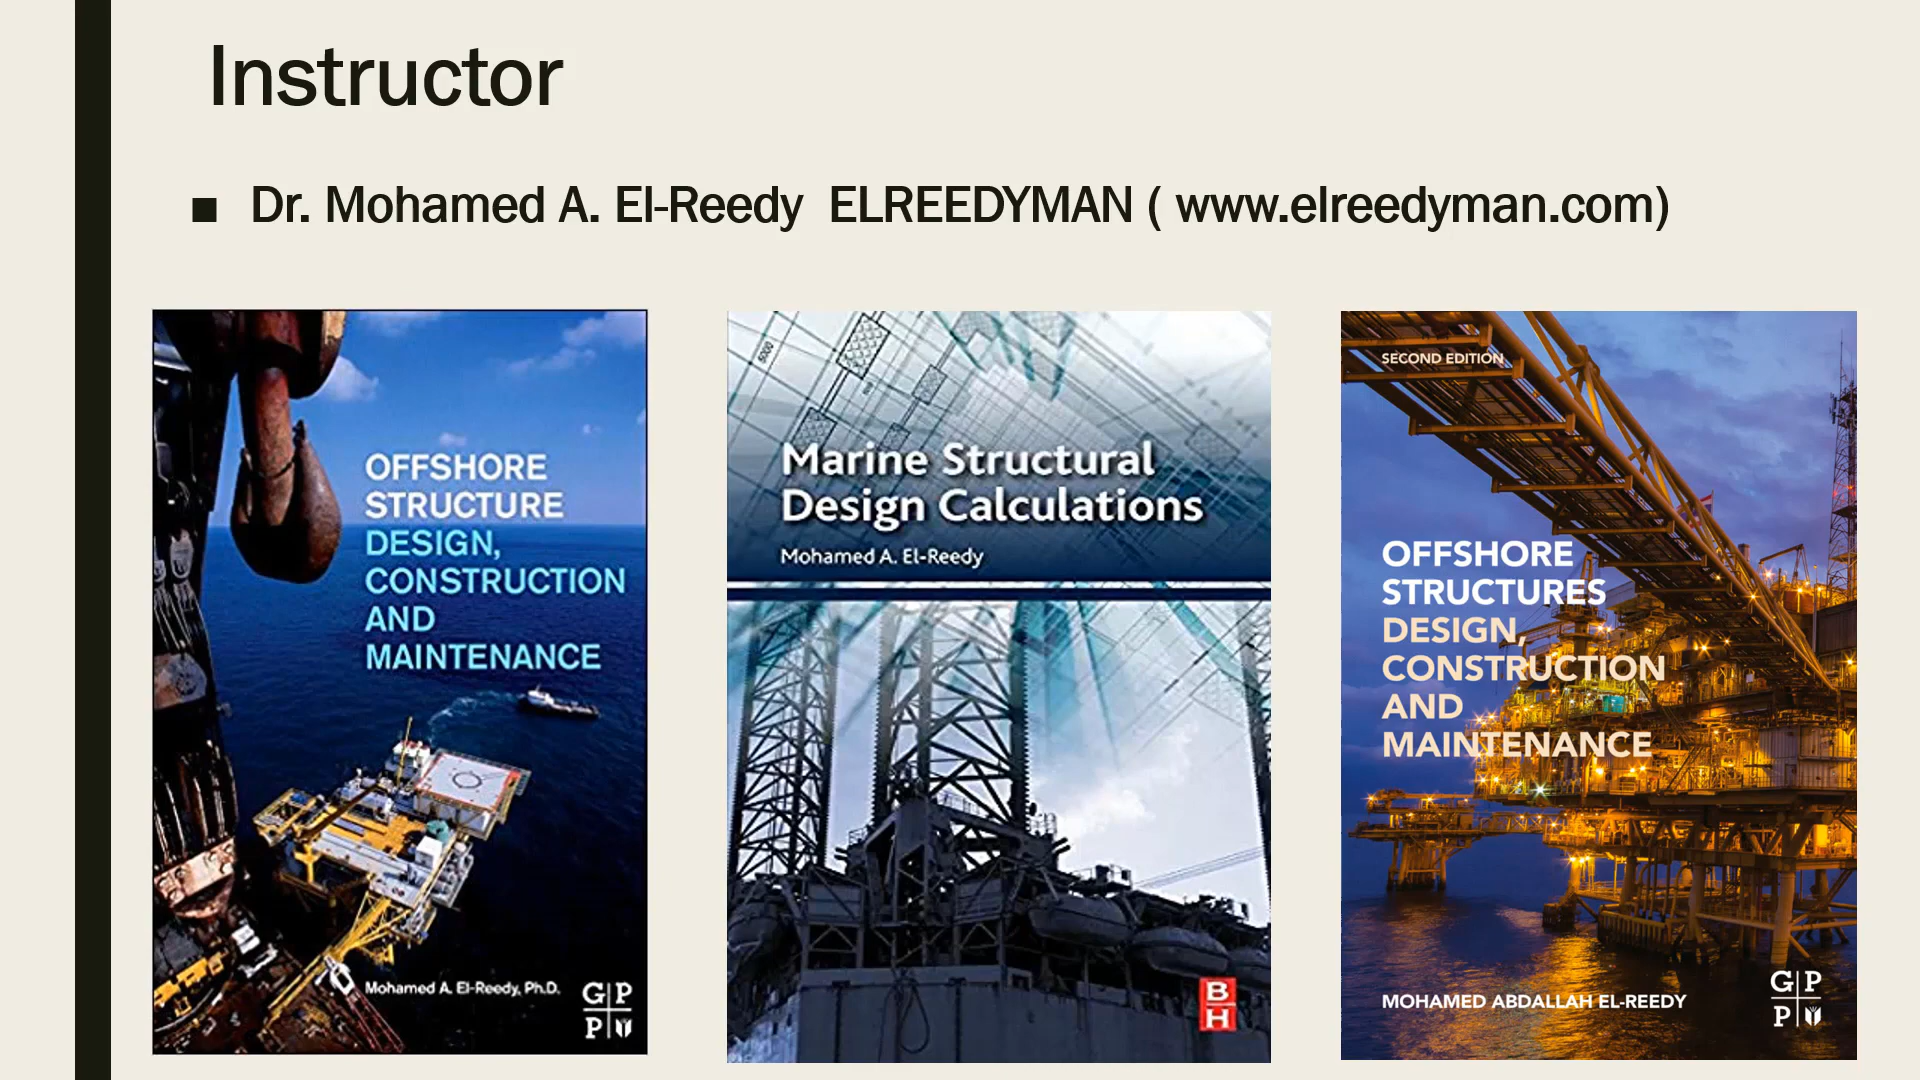 Instructor
■ Dr. Mohamed A. El-Reedy ELREEDYMAN ( www.elreedyman.com)
OFFSHORE
STRUCTURE
DESIGN,
CONSTRUCTION
AND
MAINTENANCE
Mohamed A. El-Reedy, Ph.D.
G P
P
5000
Marine Structural
Design Calculations
Mohamed A. El-Reedy
B
H
SECOND EDITION
OFFSHORE
STRUCTURES
DESIGN,
CONSTRUCTION
AND
MAINTENANCE
MOHAMED ABDALLAH EL-REEDY
G P
P